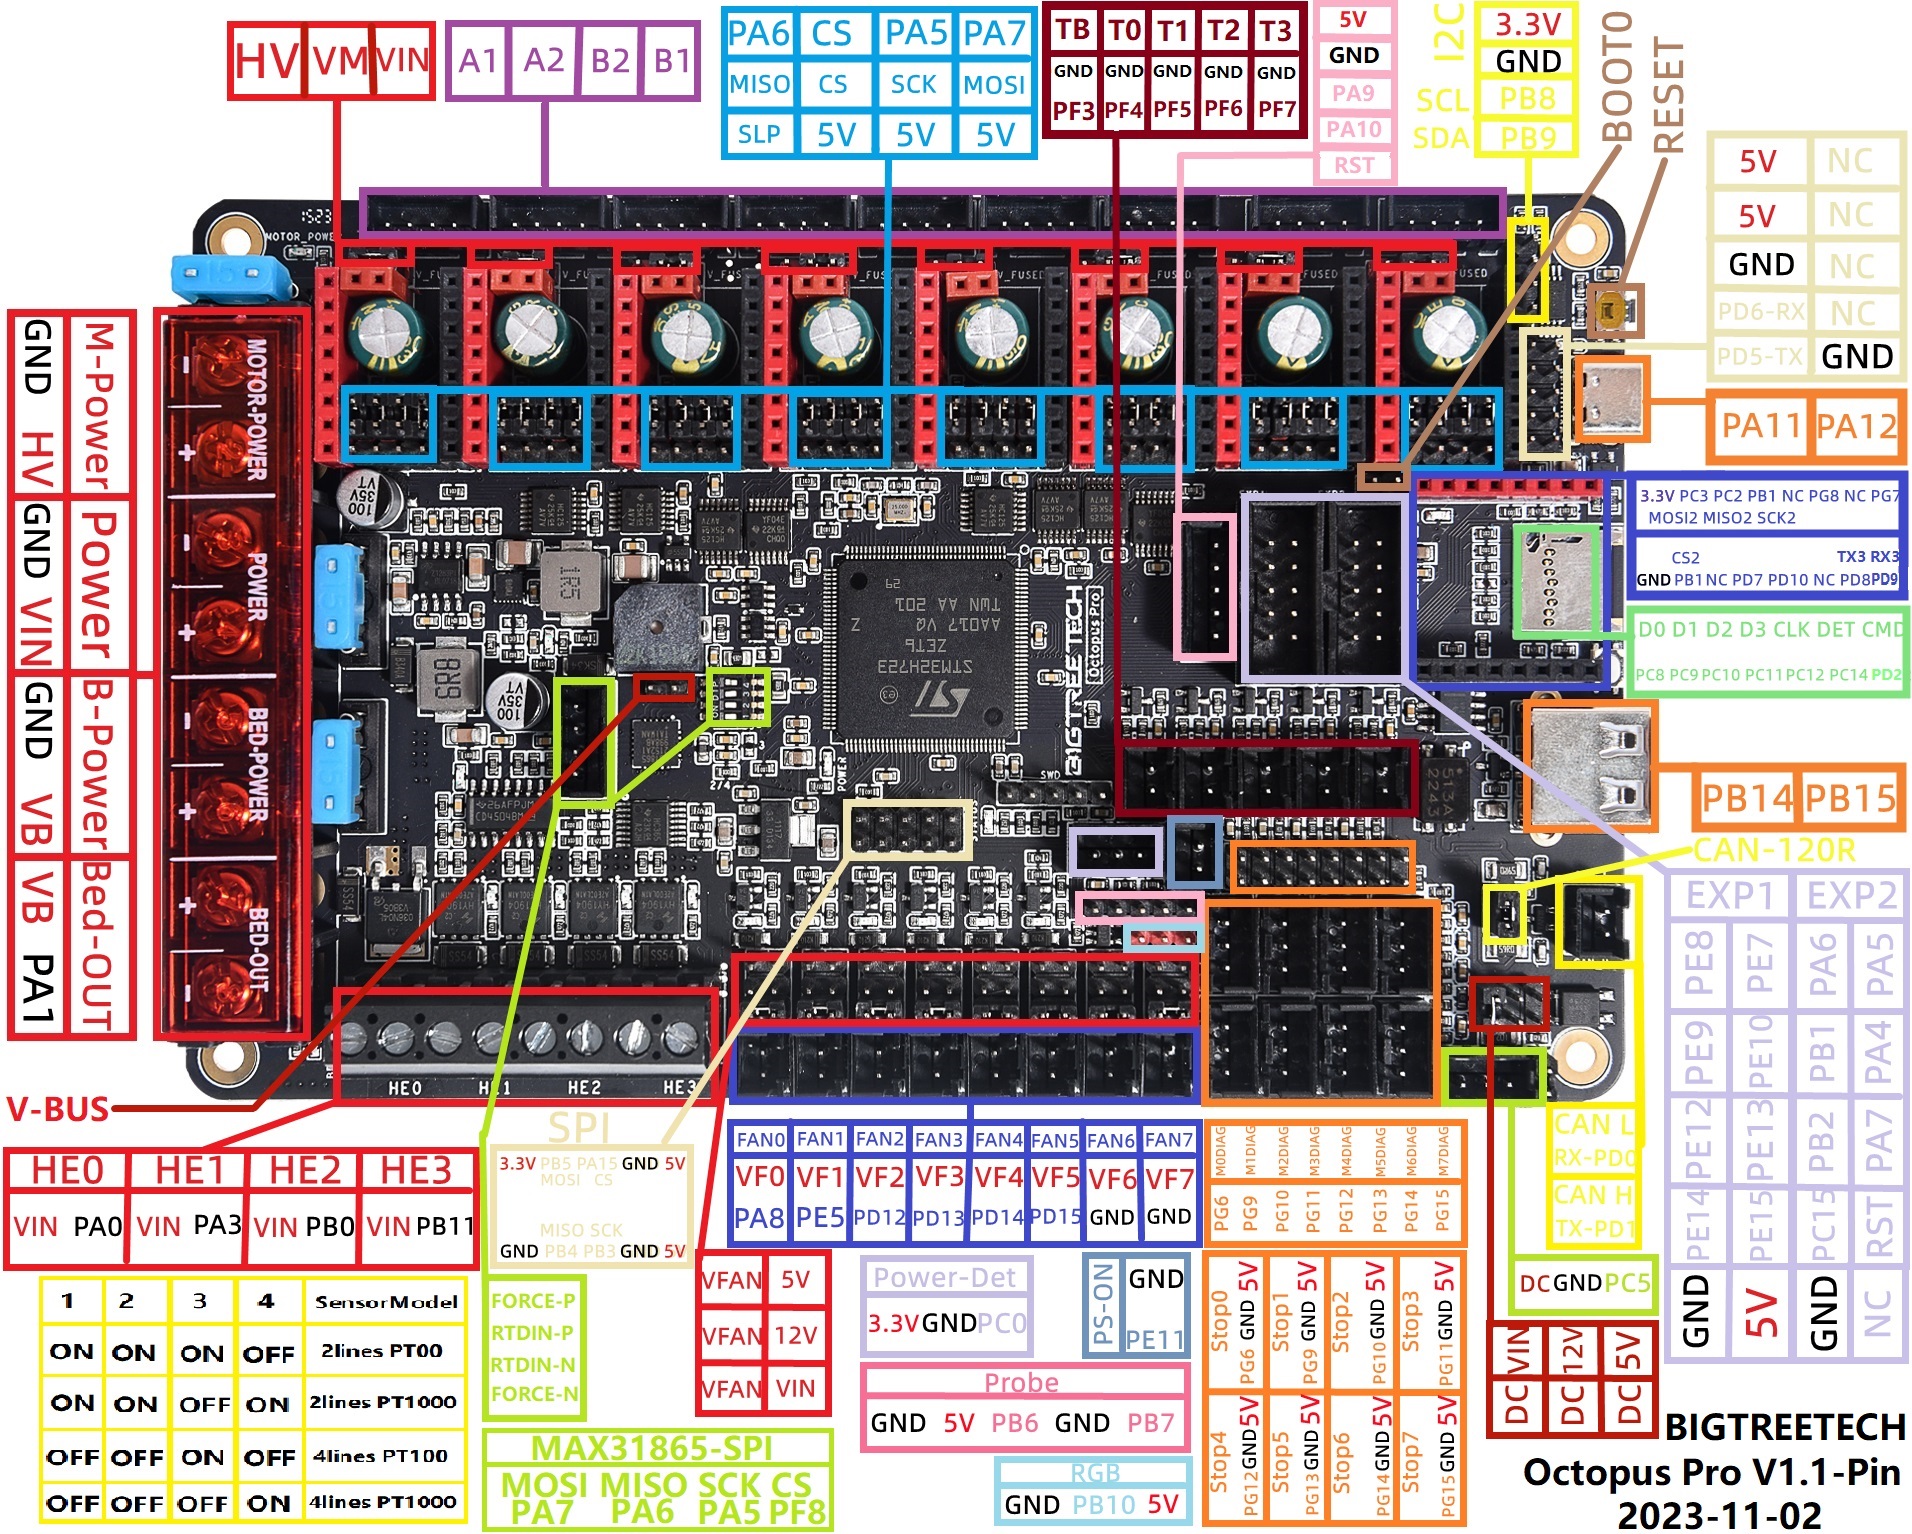 HV VM VIN
A1 A2 B2 B1
PA6 CS PA5 PA7
MISO CS SCK MOSI
SLP 5V 5V 5V
TB T0 T1 T2 T3
GND GND GND GND GND
PF3 PF4 PF5 PF6 PF7
5V
GND
PA9
PA10
RST
I2C
3.3V
GND
SCL PB8
SDA PB9
BOOT0
RESET
5V NC
5V NC
GND NC
PD6-RX NC
PD5-TX GND
PA11 PA12
3.3V PC3 PC2 PB1 NC PG8 NC PG7
MOSI2 MISO2 SCK2
CS2 TX3 RX3
GND PB1 NC PD7 PD10 NC PD8 PD9
D0 D1 D2 D3 CLK DET CMD
PC8 PC9 PC10 PC11 PC12 PC14 PD2
PB14 PB15
CAN-120R
EXP1 EXP2
PE8 PE7 PA6 PA5
PE9 PE10 PB1 PA4
PE12 PE13 PB2 PA7
PE14 PE15 PC15 RST
GND 5V GND NC
M-Power
GND HV
Power
GND VIN
B-Power
GND VB
Bed-OUT
VB PA1
MOTOR-POWER
POWER
BED-POWER
BED-OUT
1R5
100
35V
VT
STM32H723
ZET6
BIGTREETECH
Octopus Pro
SWD
POWER
HE0 HE1 HE2 HE3
V-BUS
HE0 HE1 HE2 HE3
VIN PA0 VIN PA3 VIN PB0 VIN PB11
1 2 3 4 SensorModel
ON ON ON OFF 2lines PT00
ON ON OFF ON 2lines PT1000
OFF OFF ON OFF 4lines PT100
OFF OFF OFF ON 4lines PT1000
SPI
3.3V PB5 PA15 GND 5V
MOSI CS
MISO SCK
GND PB4 PB3 GND 5V
FORCE-P
RTDIN-P
RTDIN-N
FORCE-N
MAX31865-SPI
MOSI MISO SCK CS
PA7 PA6 PA5 PF8
FAN0 FAN1 FAN2 FAN3 FAN4 FAN5 FAN6 FAN7
VF0 VF1 VF2 VF3 VF4 VF5 VF6 VF7
PA8 PE5 PD12 PD13 PD14 PD15 GND GND
VFAN 5V
VFAN 12V
VFAN VIN
Power-Det
3.3V GND PC0
PS-ON
GND
PE11
Probe
GND 5V PB6 GND PB7
RGB
GND PB10 5V
M0DIAG M1DIAG M2DIAG M3DIAG M4DIAG M5DIAG M6DIAG M7DIAG
PG6 PG9 PG10 PG11 PG12 PG13 PG14 PG15
Stop0 PG6 GND 5V
Stop1 PG9 GND 5V
Stop2 PG10 GND 5V
Stop3 PG11 GND 5V
Stop4 PG12 GND 5V
Stop5 PG13 GND 5V
Stop6 PG14 GND 5V
Stop7 PG15 GND 5V
CAN L
RX-PD0
CAN H
TX-PD1
DC GND PC5
DC VIN
DC 12V
DC 5V
BIGTREETECH
Octopus Pro V1.1-Pin
2023-11-02